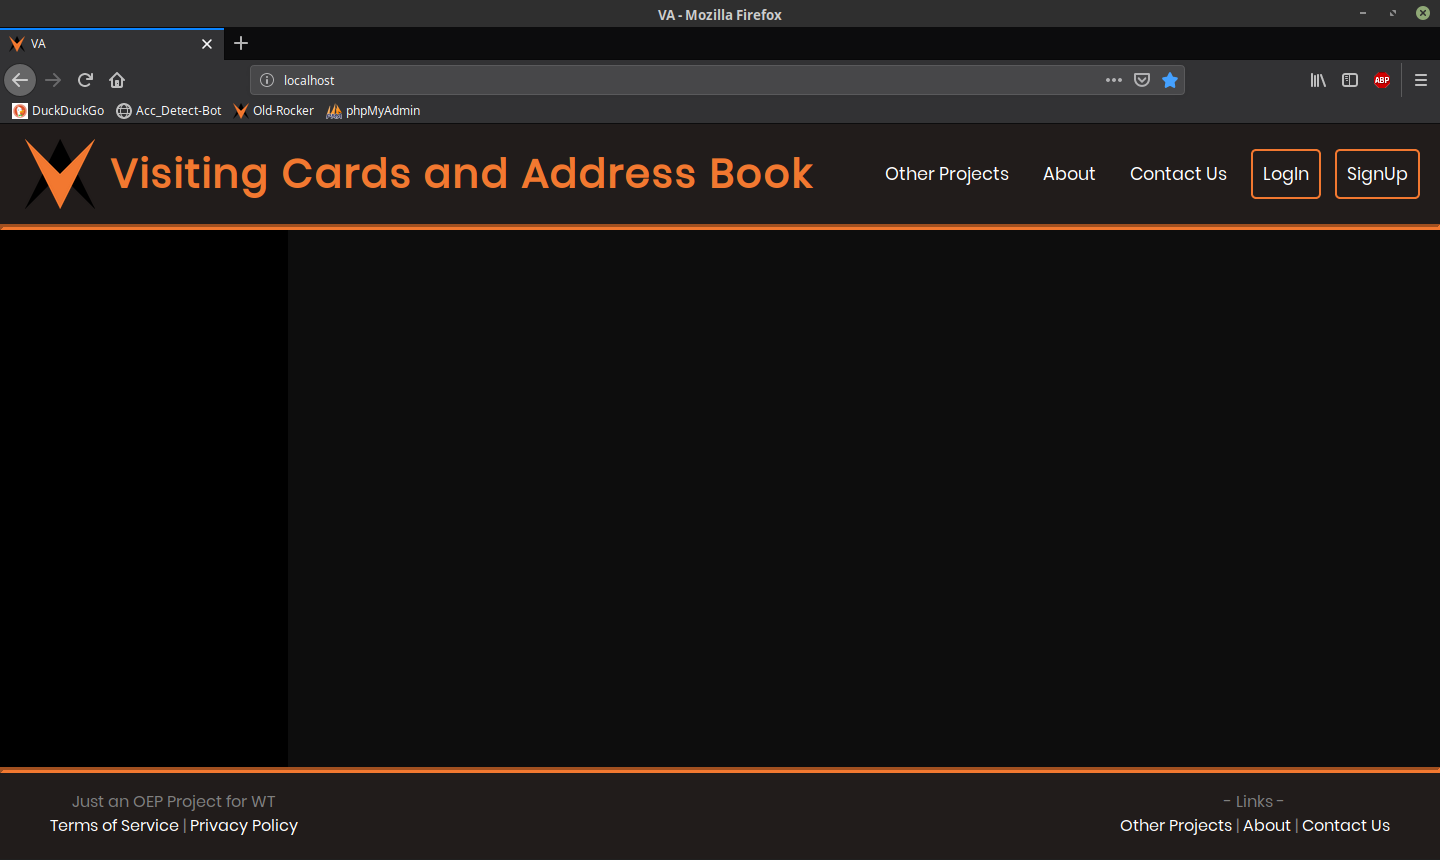 VA - Mozilla Firefox
VA
localhost
DuckDuckGo Acc_Detect-Bot Old-Rocker phpMyAdmin
ABP
Visiting Cards and Address Book
Other Projects About Contact Us LogIn SignUp
Just an OEP Project for WT
Terms of Service | Privacy Policy
- Links -
Other Projects | About | Contact Us